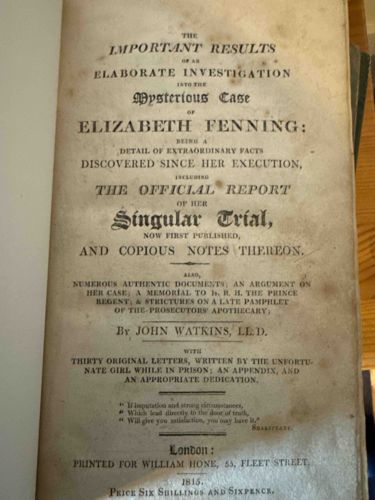 THE
IMPORTANT RESULTS
OF AN
ELABORATE INVESTIGATION
INTO THE
Mysterious Case
OF
ELIZABETH FENNING:
BEING A
DETAIL OF EXTRAORDINARY FACTS
DISCOVERED SINCE HER EXECUTION,
INCLUDING
THE OFFICIAL REPORT
OF HER
Singular Trial,
NOW FIRST PUBLISHED,
AND COPIOUS NOTES THEREON.
ALSO,
NUMEROUS AUTHENTIC DOCUMENTS; AN ARGUMENT ON
HER CASE; A MEMORIAL TO H. R. H. THE PRINCE
REGENT; & STRICTURES ON A LATE PAMPHLET
OF THE PROSECUTORS' APOTHECARY;
BY JOHN WATKINS, LL.D.
WITH
THIRTY ORIGINAL LETTERS, WRITTEN BY THE UNFORTU-
NATE GIRL WHILE IN PRISON; AN APPENDIX, AND
AN APPROPRIATE DEDICATION.
" If imputation and strong circumstances,
" Which lead directly to the door of truth,
" Will give you satisfaction, you may have it."
SHAKSPEARE.
London:
PRINTED FOR WILLIAM HONE, 55, FLEET STREET.
1815.
PRICE SIX SHILLINGS AND SIXPENCE.